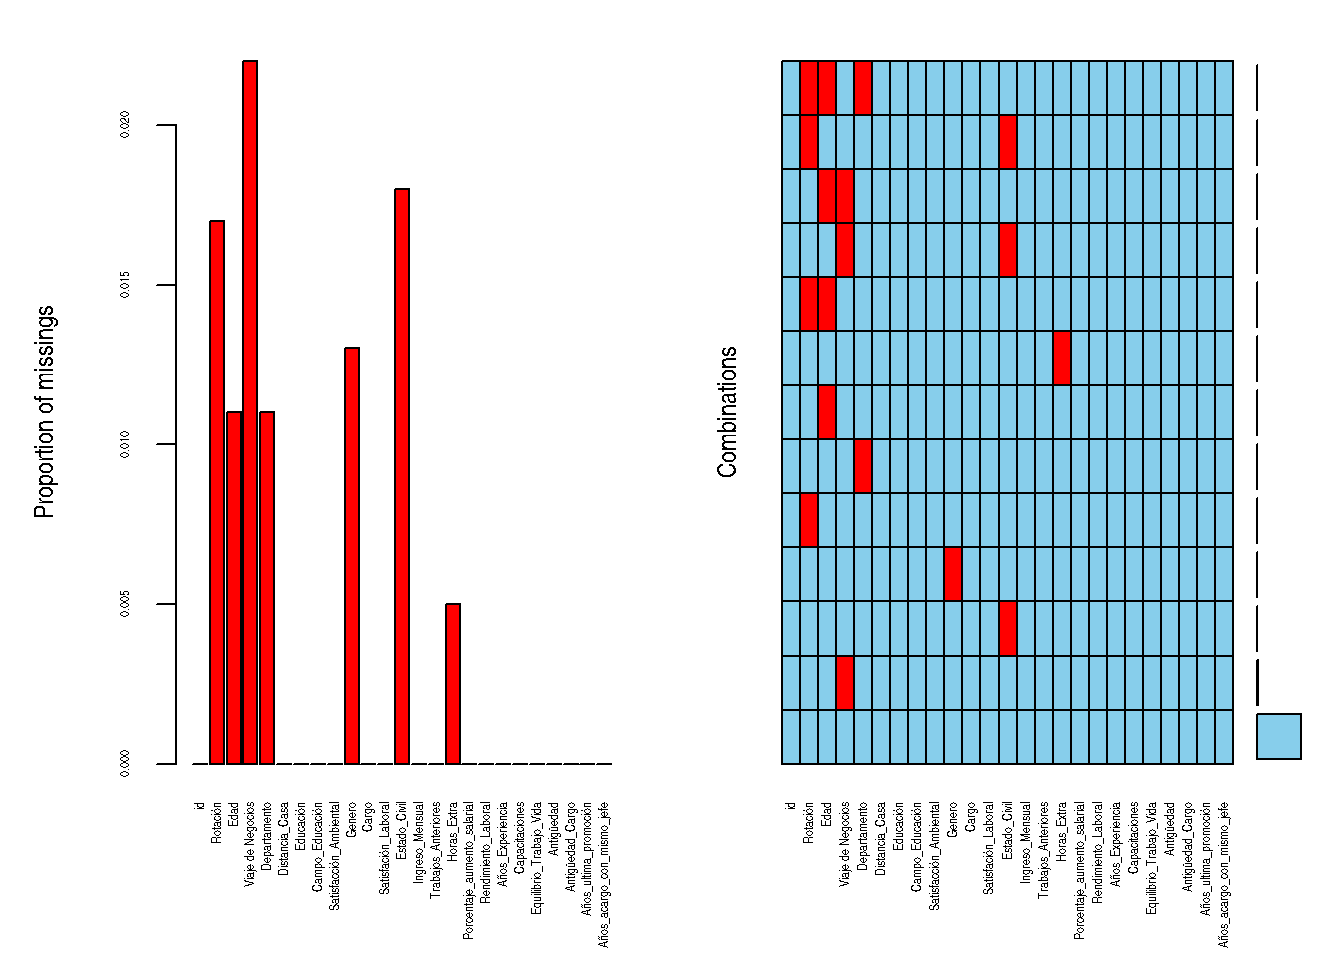 Proportion of missings
0.020
0.015
0.010
0.005
0.000
id
Rotación
Edad
Viaje de Negocios
Departamento
Distancia_Casa
Educación
Campo_Educación
Satisfacción_Ambiental
Genero
Cargo
Satisfación_Laboral
Estado_Civil
Ingreso_Mensual
Trabajos_Anteriores
Horas_Extra
Porcentaje_aumento_salarial
Rendimiento_Laboral
Años_Experiencia
Capacitaciones
Equilibrio_Trabajo_Vida
Antigüedad
Antigüedad_Cargo
Años_ultima_promoción
Años_acargo_con_mismo_jefe
Combinations
id
Rotación
Edad
Viaje de Negocios
Departamento
Distancia_Casa
Educación
Campo_Educación
Satisfacción_Ambiental
Genero
Cargo
Satisfación_Laboral
Estado_Civil
Ingreso_Mensual
Trabajos_Anteriores
Horas_Extra
Porcentaje_aumento_salarial
Rendimiento_Laboral
Años_Experiencia
Capacitaciones
Equilibrio_Trabajo_Vida
Antigüedad
Antigüedad_Cargo
Años_ultima_promoción
Años_acargo_con_mismo_jefe